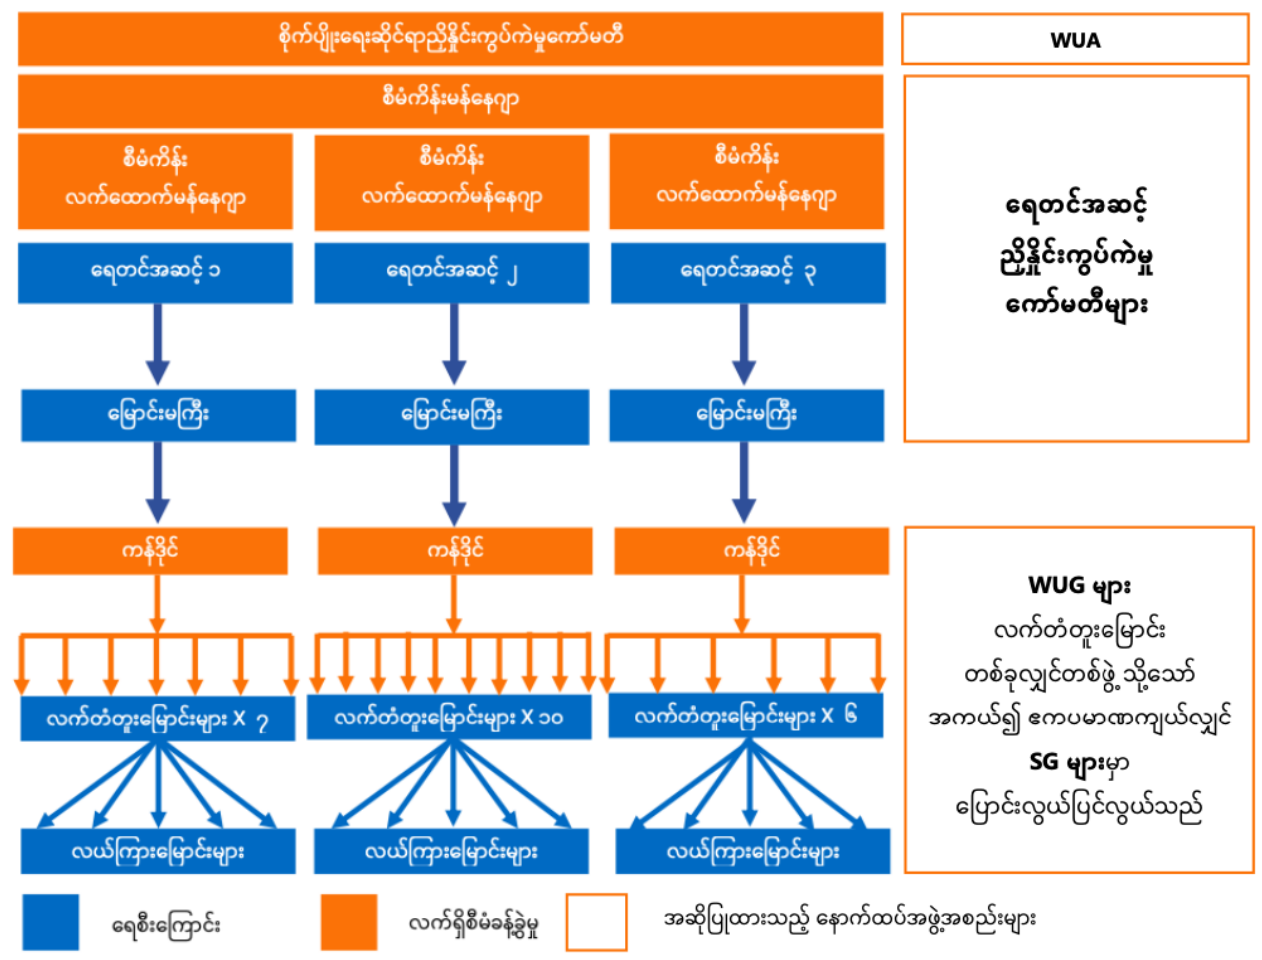 စိုက်ပျိုးရေးဆိုင်ရာညှိနှိုင်းကွပ်ကဲမှုကော်မတီ
WUA
စီမံကိန်းမန်နေဂျာ
စီမံကိန်း
လက်ထောက်မန်နေဂျာ
စီမံကိန်း
လက်ထောက်မန်နေဂျာ
စီမံကိန်း
လက်ထောက်မန်နေဂျာ
ရေတင်အဆင့်
ညှိနှိုင်းကွပ်ကဲမှု
ကော်မတီများ
ရေတင်အဆင့် ၁
ရေတင်အဆင့် ၂
ရေတင်အဆင့် ၃
မြောင်းမကြီး
မြောင်းမကြီး
မြောင်းမကြီး
ကန်ဒိုင်
ကန်ဒိုင်
ကန်ဒိုင်
WUG များ
လက်တံတူးမြောင်း
တစ်ခုလျှင်တစ်ဖွဲ့ သို့သော်
အကယ်၍ ဧကပမာဏကျယ်လျှင်
SG များမှာ
ပြောင်းလွယ်ပြင်လွယ်သည်
လက်တံတူးမြောင်းများ X ၇
လက်တံတူးမြောင်းများ X ၁၀
လက်တံတူးမြောင်းများ X ၆
လယ်ကြားမြောင်းများ
လယ်ကြားမြောင်းများ
လယ်ကြားမြောင်းများ
ရေစီးကြောင်း
လက်ရှိစီမံခန့်ခွဲမှု
အဆိုပြုထားသည့် နောက်ထပ်အဖွဲ့အစည်းများ